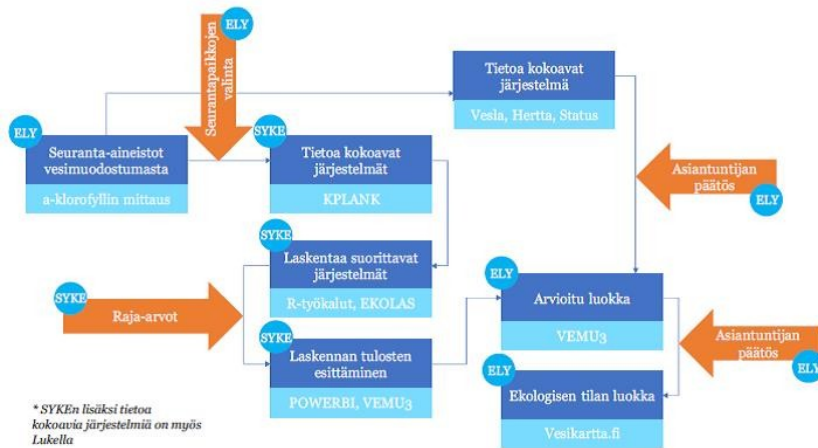 ELY
Seurantapaikkojen
valinta
Tietoa kokoavat
järjestelmä
Vesla, Hertta, Status
ELY
Seuranta-aineistot
vesimuodostumasta
a-klorofyllin mittaus
SYKE
Tietoa kokoavat
järjestelmät
KPLANK
Asiantuntijan
päätös
ELY
SYKE
Laskentaa suorittavat
järjestelmät
R-työkalut, EKOLAS
SYKE
Raja-arvot
ELY
Arvioitu luokka
VEMU3
SYKE
Laskennan tulosten
esittäminen
POWERBI, VEMU3
Asiantuntijan
päätös
ELY
ELY
Ekologisen tilan luokka
Vesikartta.fi
* SYKEn lisäksi tietoa
kokoavia järjestelmiä on myös
Lukella